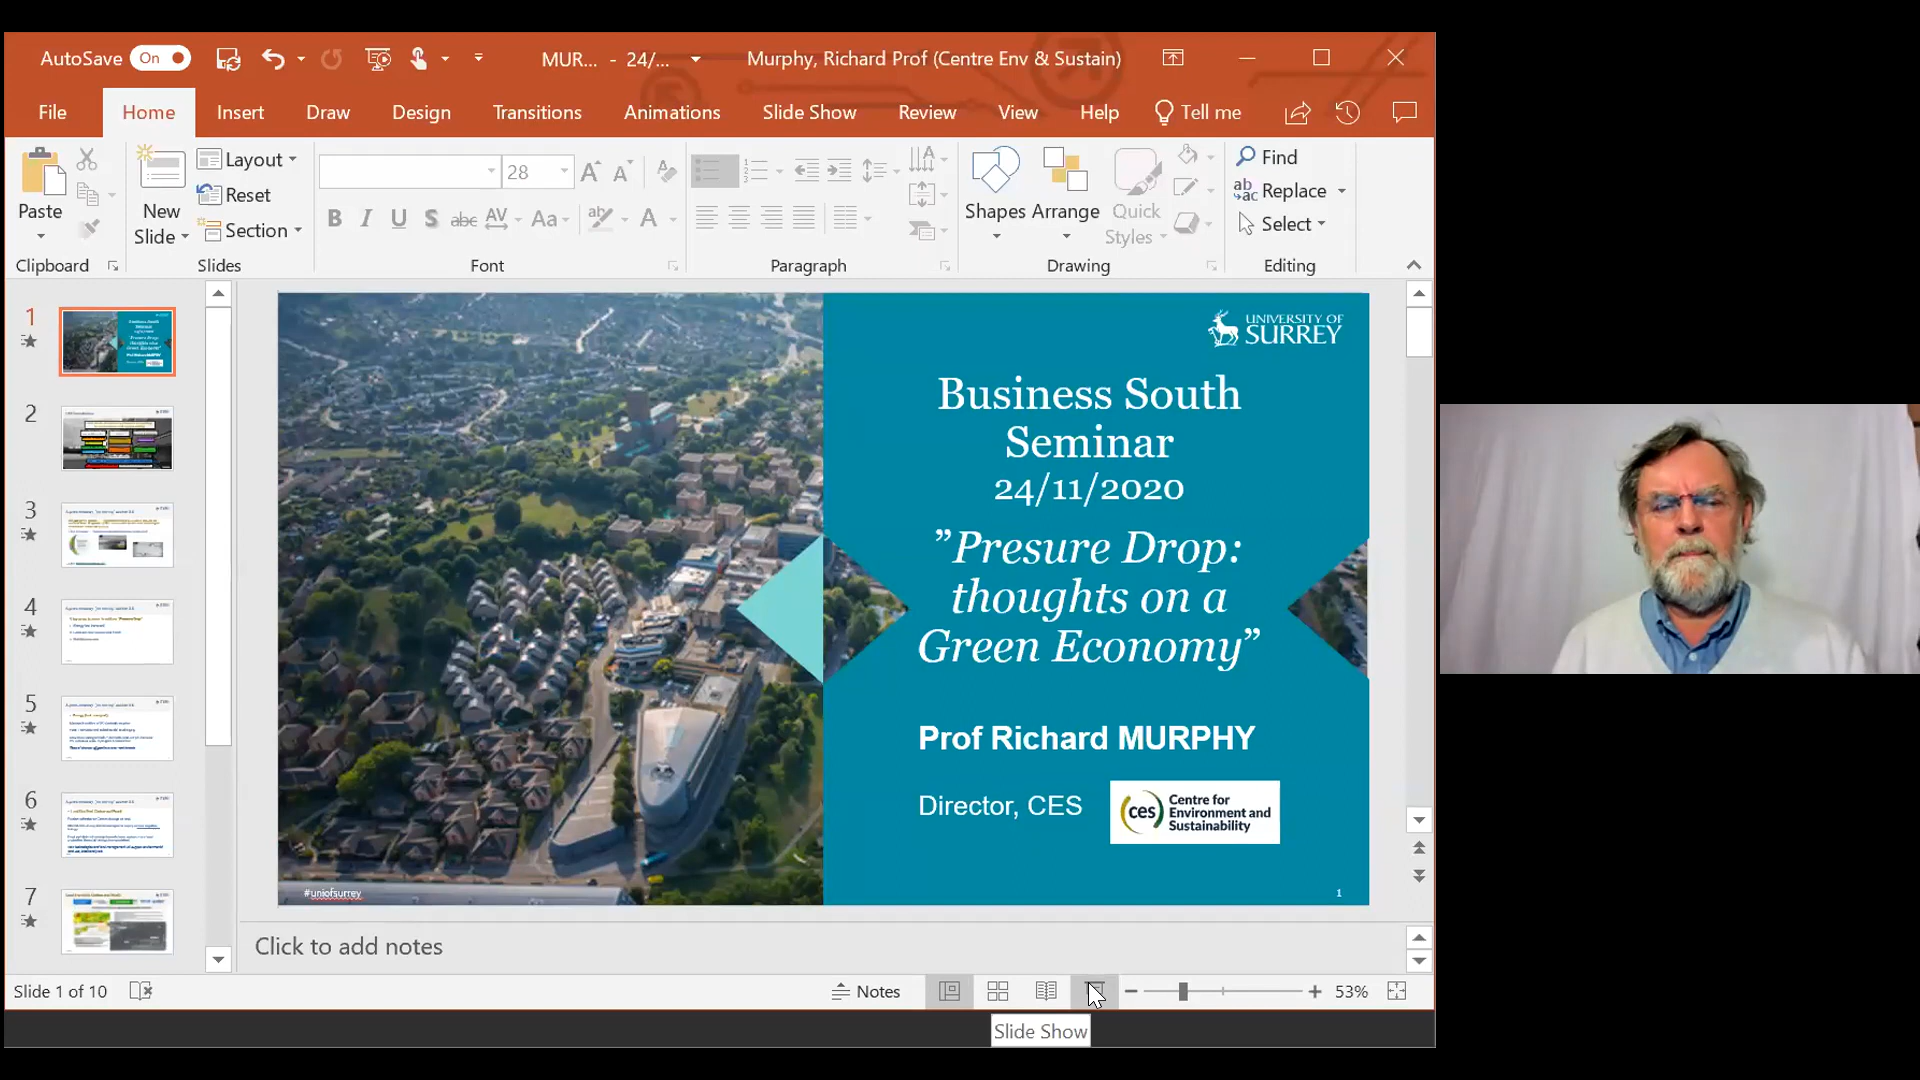 AutoSave On MUR... - 24/... Murphy, Richard Prof (Centre Env & Sustain)
File Home Insert Draw Design Transitions Animations Slide Show Review View Help Tell me
Paste
Clipboard
New
Slide
Layout
Reset
Section
Slides
28
B I U S abc AV Aa A
Font
Paragraph
Shapes Arrange Quick
Styles
Drawing
Find
Replace
Select
Editing
1
2
3
4
5
6
7
UNIVERSITY OF
SURREY
Business South
Seminar
24/11/2020
”Presure Drop:
thoughts on a
Green Economy”
Prof Richard MURPHY
Director, CES
ces Centre for
Environment and
Sustainability
#uniofsurrey
1
Click to add notes
Slide 1 of 10 Notes 53%
Slide Show